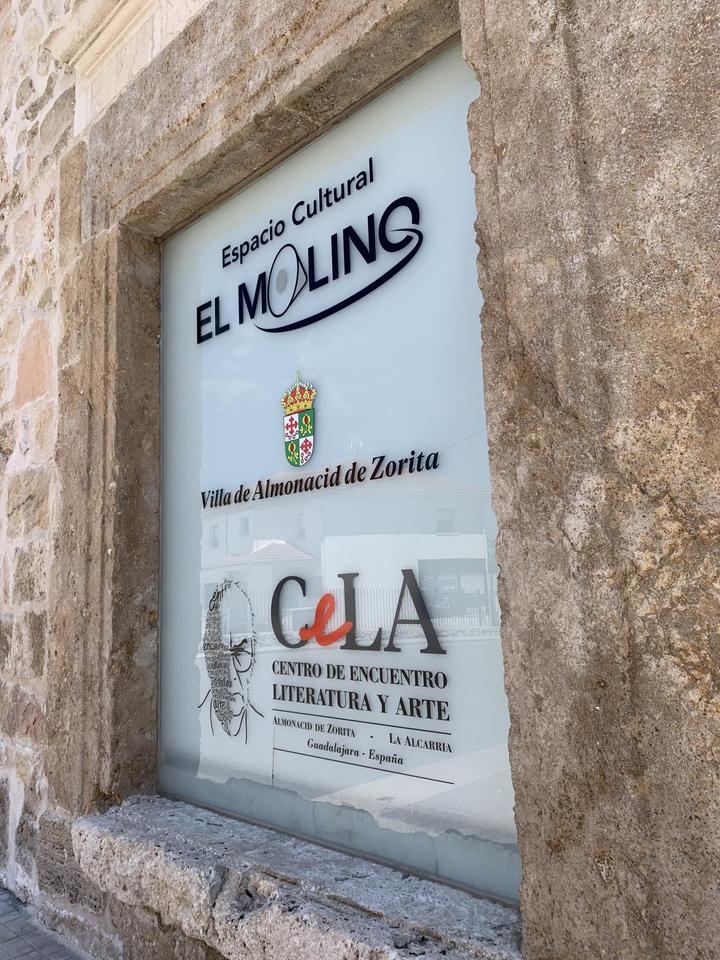 Espacio Cultural
EL MOLINO
Villa de Almonacid de Zorita
CeLA
CENTRO DE ENCUENTRO
LITERATURA Y ARTE
ALMONACID DE ZORITA - LA ALCARRIA
Guadalajara - España